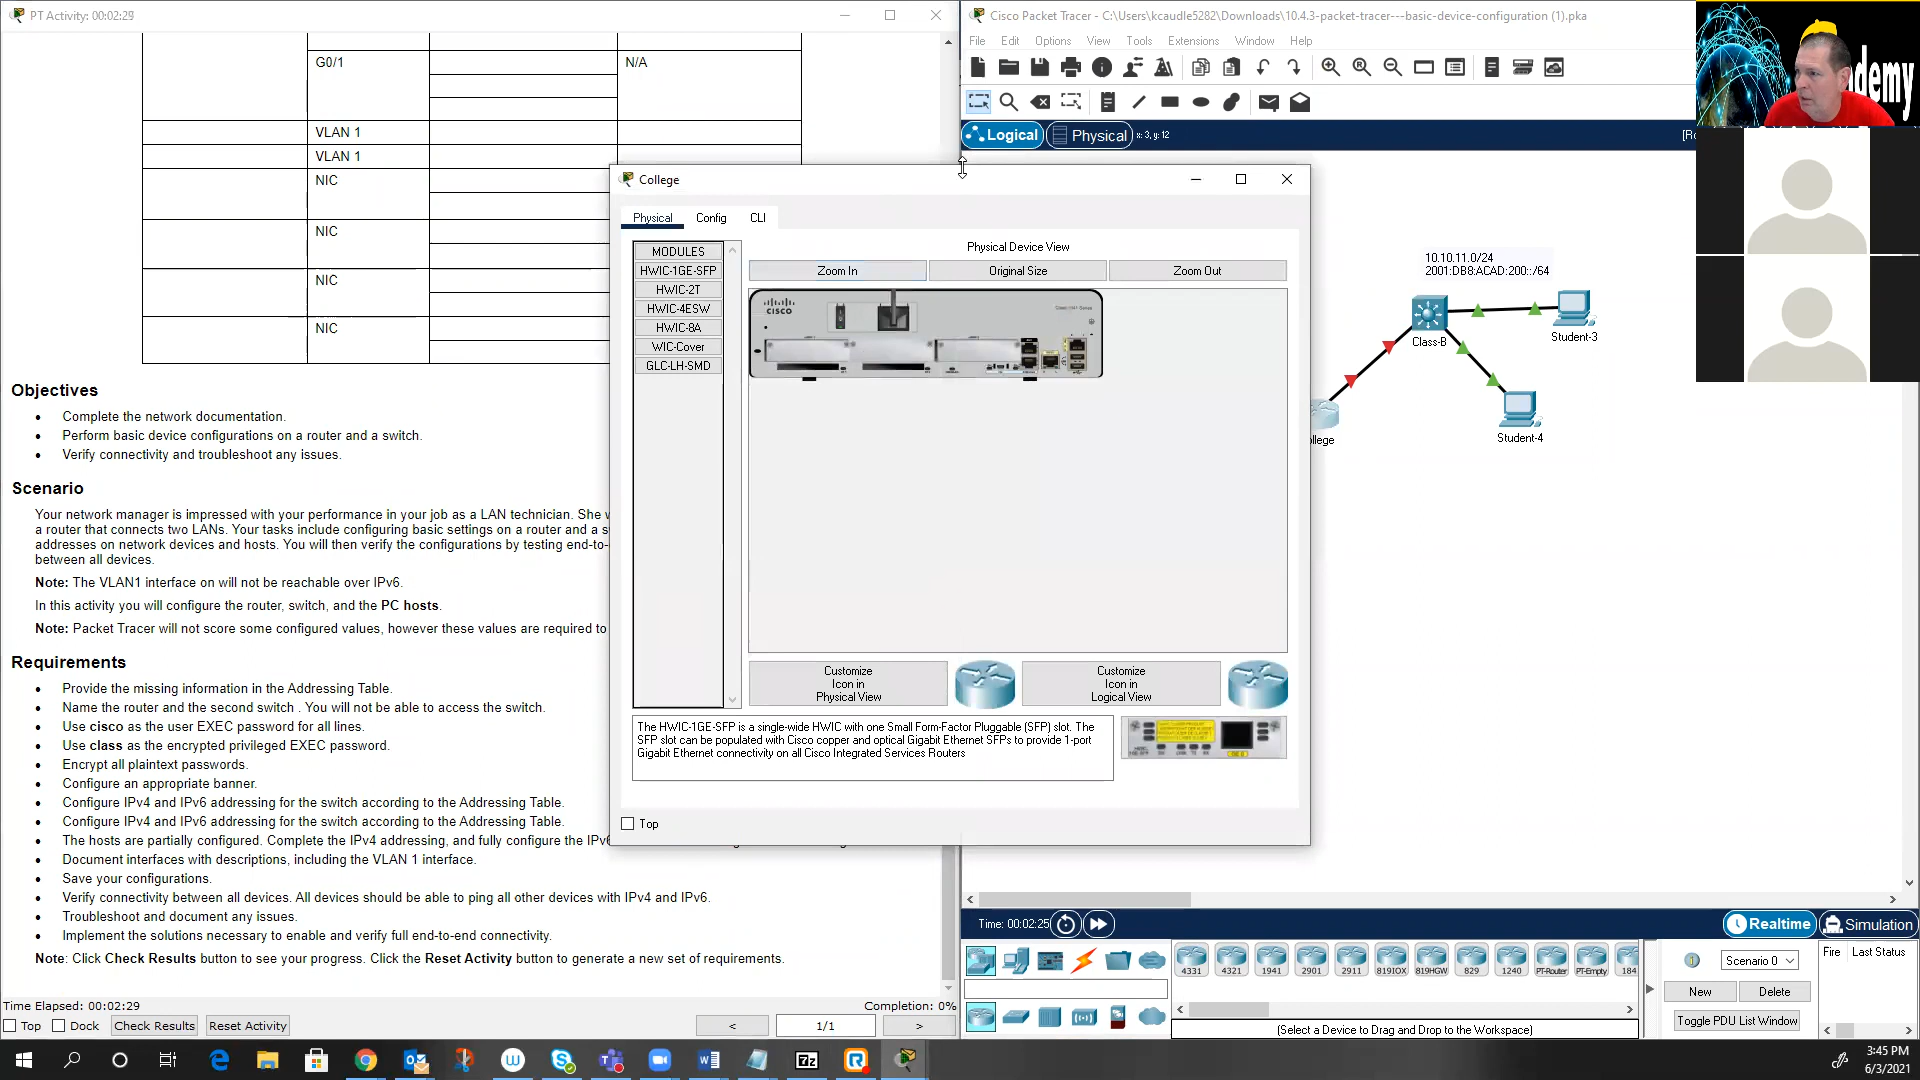 PT Activity: 00:02:29
G0/1
N/A
VLAN 1
VLAN 1
NIC
NIC
NIC
NIC
Objectives
• Complete the network documentation.
• Perform basic device configurations on a router and a switch.
• Verify connectivity and troubleshoot any issues.
Scenario
Your network manager is impressed with your performance in your job as a LAN technician. She
a router that connects two LANs. Your tasks include configuring basic settings on a router and a
addresses on network devices and hosts. You will then verify the configurations by testing end-to-
between all devices.
Note: The VLAN1 interface on will not be reachable over IPv6.
In this activity you will configure the router, switch, and the PC hosts.
Note: Packet Tracer will not score some configured values, however these values are required to
Requirements
• Provide the missing information in the Addressing Table.
• Name the router and the second switch . You will not be able to access the switch.
• Use cisco as the user EXEC password for all lines.
• Use class as the encrypted privileged EXEC password.
• Encrypt all plaintext passwords.
• Configure an appropriate banner.
• Configure IPv4 and IPv6 addressing for the switch according to the Addressing Table.
• Configure IPv4 and IPv6 addressing for the switch according to the Addressing Table.
• The hosts are partially configured. Complete the IPv4 addressing, and fully configure the IPv6
• Document interfaces with descriptions, including the VLAN 1 interface.
• Save your configurations.
• Verify connectivity between all devices. All devices should be able to ping all other devices with IPv4 and IPv6.
• Troubleshoot and document any issues.
• Implement the solutions necessary to enable and verify full end-to-end connectivity.
Note: Click Check Results button to see your progress. Click the Reset Activity button to generate a new set of requirements.
Time Elapsed: 00:02:29
Completion: 0%
Top
Dock
Check Results
Reset Activity
<
1/1
>
College
Physical
Config
CLI
MODULES
HWIC-1GE-SFP
HWIC-2T
HWIC-4ESW
HWIC-8A
WIC-Cover
GLC-LH-SMD
Physical Device View
Zoom In
Original Size
Zoom Out
CISCO
Customize
Icon in
Physical View
Customize
Icon in
Logical View
The HWIC-1GE-SFP is a single-wide HWIC with one Small Form-Factor Pluggable (SFP) slot. The
SFP slot can be populated with Cisco copper and optical Gigabit Ethernet SFPs to provide 1-port
Gigabit Ethernet connectivity on all Cisco Integrated Services Routers
Top
Cisco Packet Tracer - C:\Users\kcaudle5282\Downloads\10.4.3-packet-tracer---basic-device-configuration (1).pka
File Edit Options View Tools Extensions Window Help
Logical
Physical
x: 3, y: 12
10.10.11.0/24
2001:DB8:ACAD:200::/64
Class-B
Student-3
Student-4
llege
demy
Time: 00:02:25
Realtime
Simulation
4331
4321
1941
2901
2911
819IOX
819HGW
829
1240
PT-Router
PT-Empty
184
(Select a Device to Drag and Drop to the Workspace)
Scenario 0
New
Delete
Toggle PDU List Window
Fire
Last Status
3:45 PM
6/3/2021